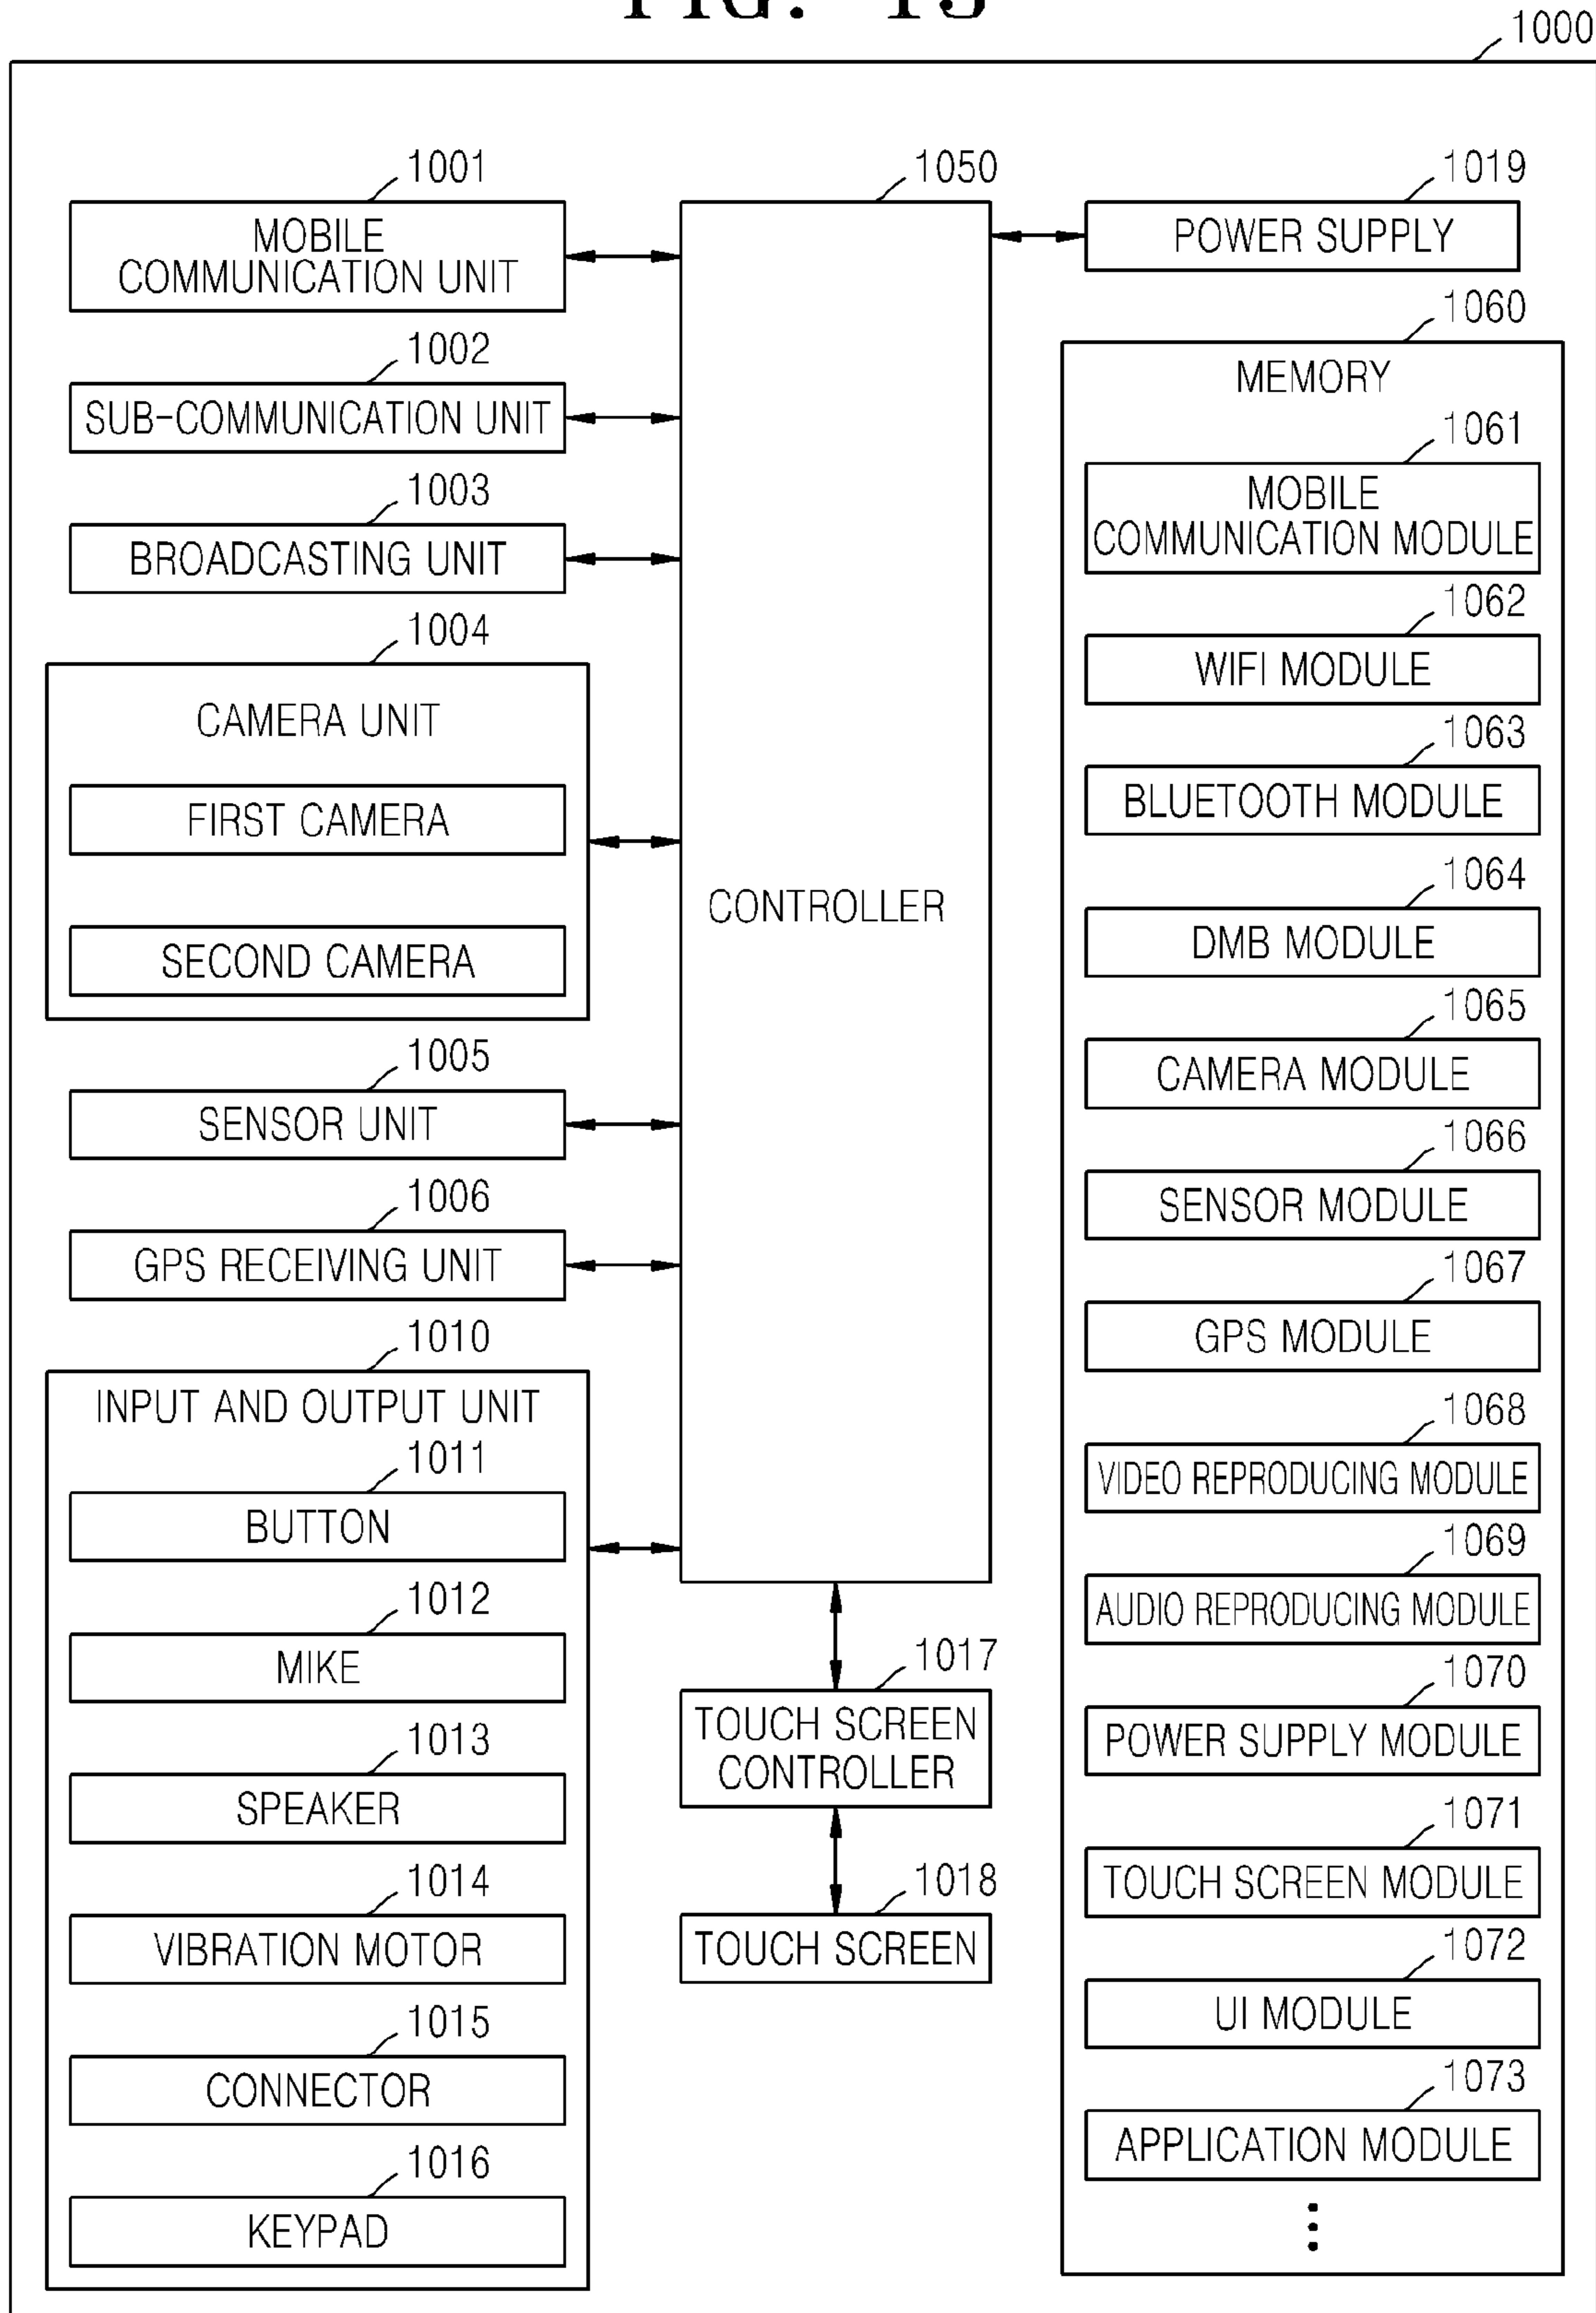 1000
1001
MOBILE
COMMUNICATION UNIT
1002
SUB-COMMUNICATION UNIT
1003
BROADCASTING UNIT
1004
CAMERA UNIT
FIRST CAMERA
SECOND CAMERA
1005
SENSOR UNIT
1006
GPS RECEIVING UNIT
1010
INPUT AND OUTPUT UNIT
1011
BUTTON
1012
MIKE
1013
SPEAKER
1014
VIBRATION MOTOR
1015
CONNECTOR
1016
KEYPAD
1050
CONTROLLER
1017
TOUCH SCREEN
CONTROLLER
1018
TOUCH SCREEN
1019
POWER SUPPLY
1060
MEMORY
1061
MOBILE
COMMUNICATION MODULE
1062
WIFI MODULE
1063
BLUETOOTH MODULE
1064
DMB MODULE
1065
CAMERA MODULE
1066
SENSOR MODULE
1067
GPS MODULE
1068
VIDEO REPRODUCING MODULE
1069
AUDIO REPRODUCING MODULE
1070
POWER SUPPLY MODULE
1071
TOUCH SCREEN MODULE
1072
UI MODULE
1073
APPLICATION MODULE